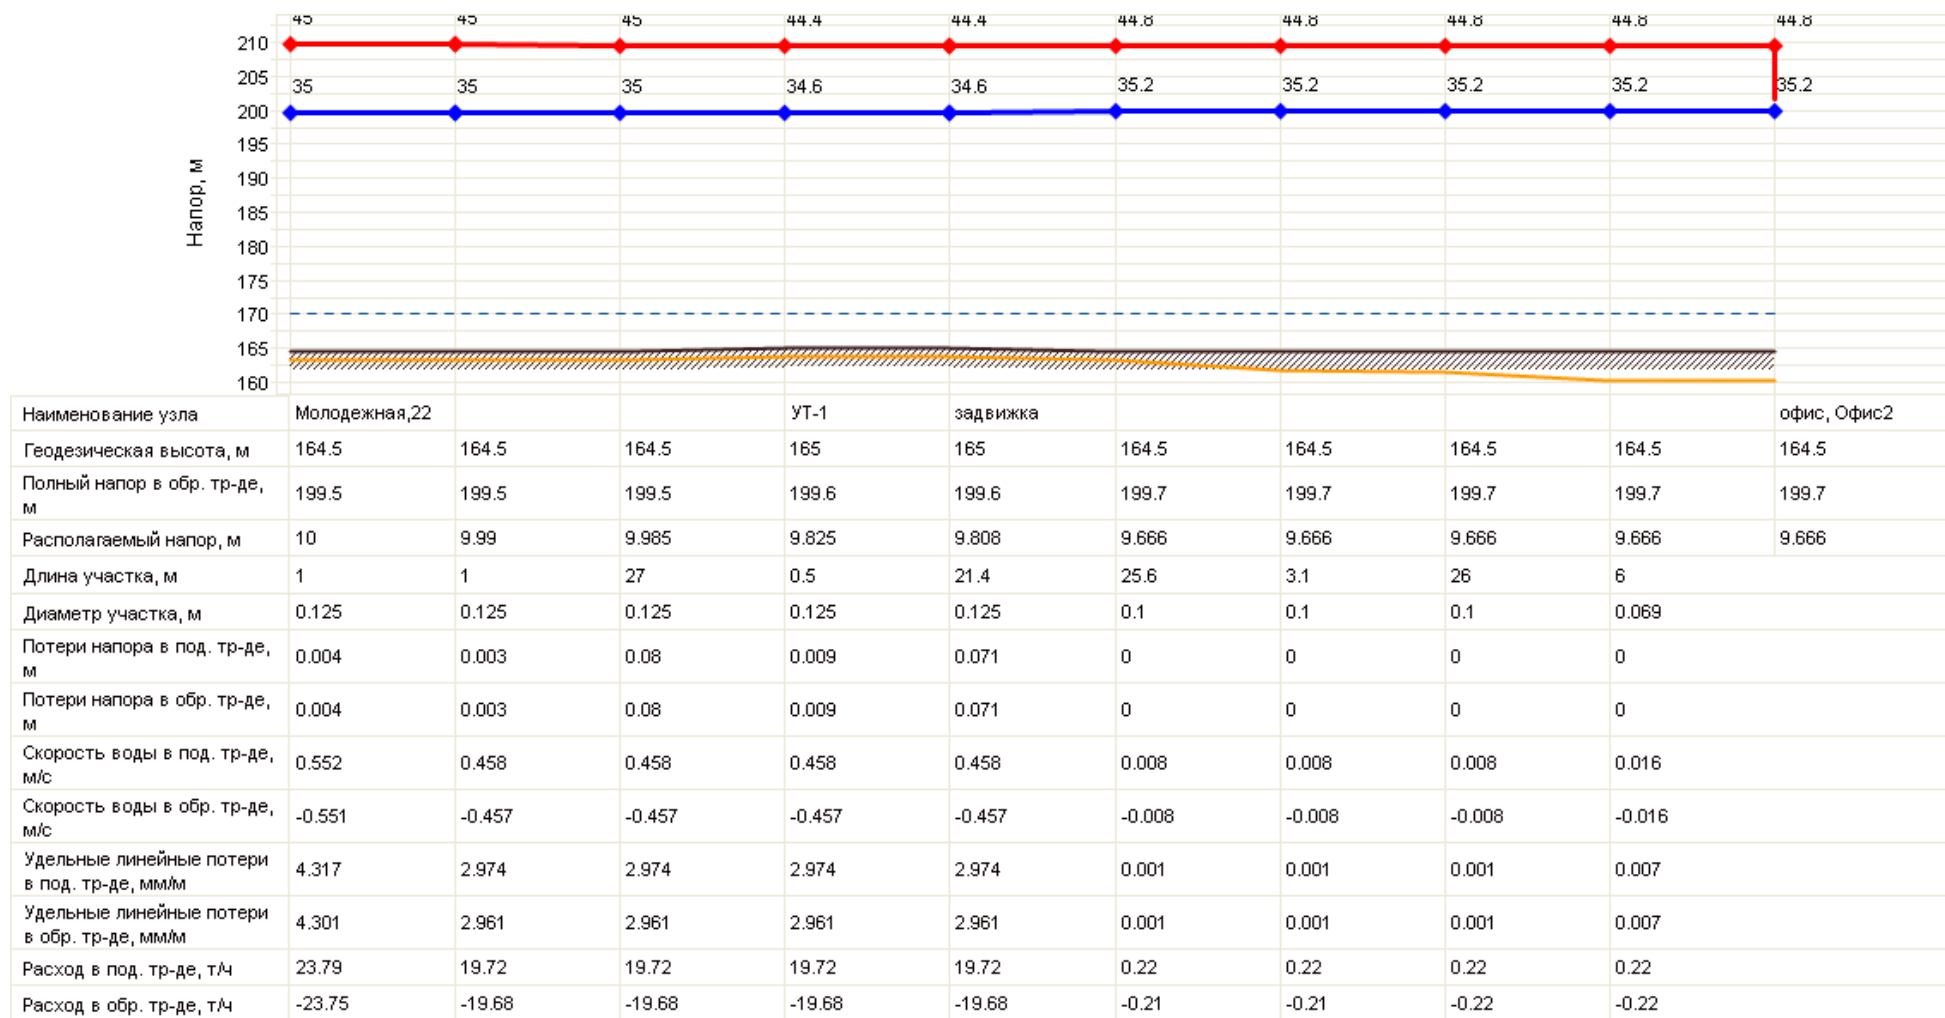 45 45 45 44.4 44.4 44.8 44.8 44.8 44.8 44.8
210
205
35 35 35 34.6 34.6 35.2 35.2 35.2 35.2 35.2
200
195
190
185
180
175
170
165
160
Напор, м
Наименование узла Молодежная,22 УТ-1 задвижка офис, Офис2
Геодезическая высота, м 164.5 164.5 164.5 165 165 164.5 164.5 164.5 164.5 164.5
Полный напор в обр. тр-де,
м 199.5 199.5 199.5 199.6 199.6 199.7 199.7 199.7 199.7 199.7
Располагаемый напор, м 10 9.99 9.985 9.825 9.808 9.666 9.666 9.666 9.666 9.666
Длина участка, м 1 1 27 0.5 21.4 25.6 3.1 26 6
Диаметр участка, м 0.125 0.125 0.125 0.125 0.125 0.1 0.1 0.1 0.069
Потери напора в под. тр-де,
м 0.004 0.003 0.08 0.009 0.071 0 0 0 0
Потери напора в обр. тр-де,
м 0.004 0.003 0.08 0.009 0.071 0 0 0 0
Скорость воды в под. тр-де,
м/с 0.552 0.458 0.458 0.458 0.458 0.008 0.008 0.008 0.016
Скорость воды в обр. тр-де,
м/с -0.551 -0.457 -0.457 -0.457 -0.457 -0.008 -0.008 -0.008 -0.016
Удельные линейные потери
в под. тр-де, мм/м 4.317 2.974 2.974 2.974 2.974 0.001 0.001 0.001 0.007
Удельные линейные потери
в обр. тр-де, мм/м 4.301 2.961 2.961 2.961 2.961 0.001 0.001 0.001 0.007
Расход в под. тр-де, т/ч 23.79 19.72 19.72 19.72 19.72 0.22 0.22 0.22 0.22
Расход в обр. тр-де, т/ч -23.75 -19.68 -19.68 -19.68 -19.68 -0.21 -0.21 -0.22 -0.22